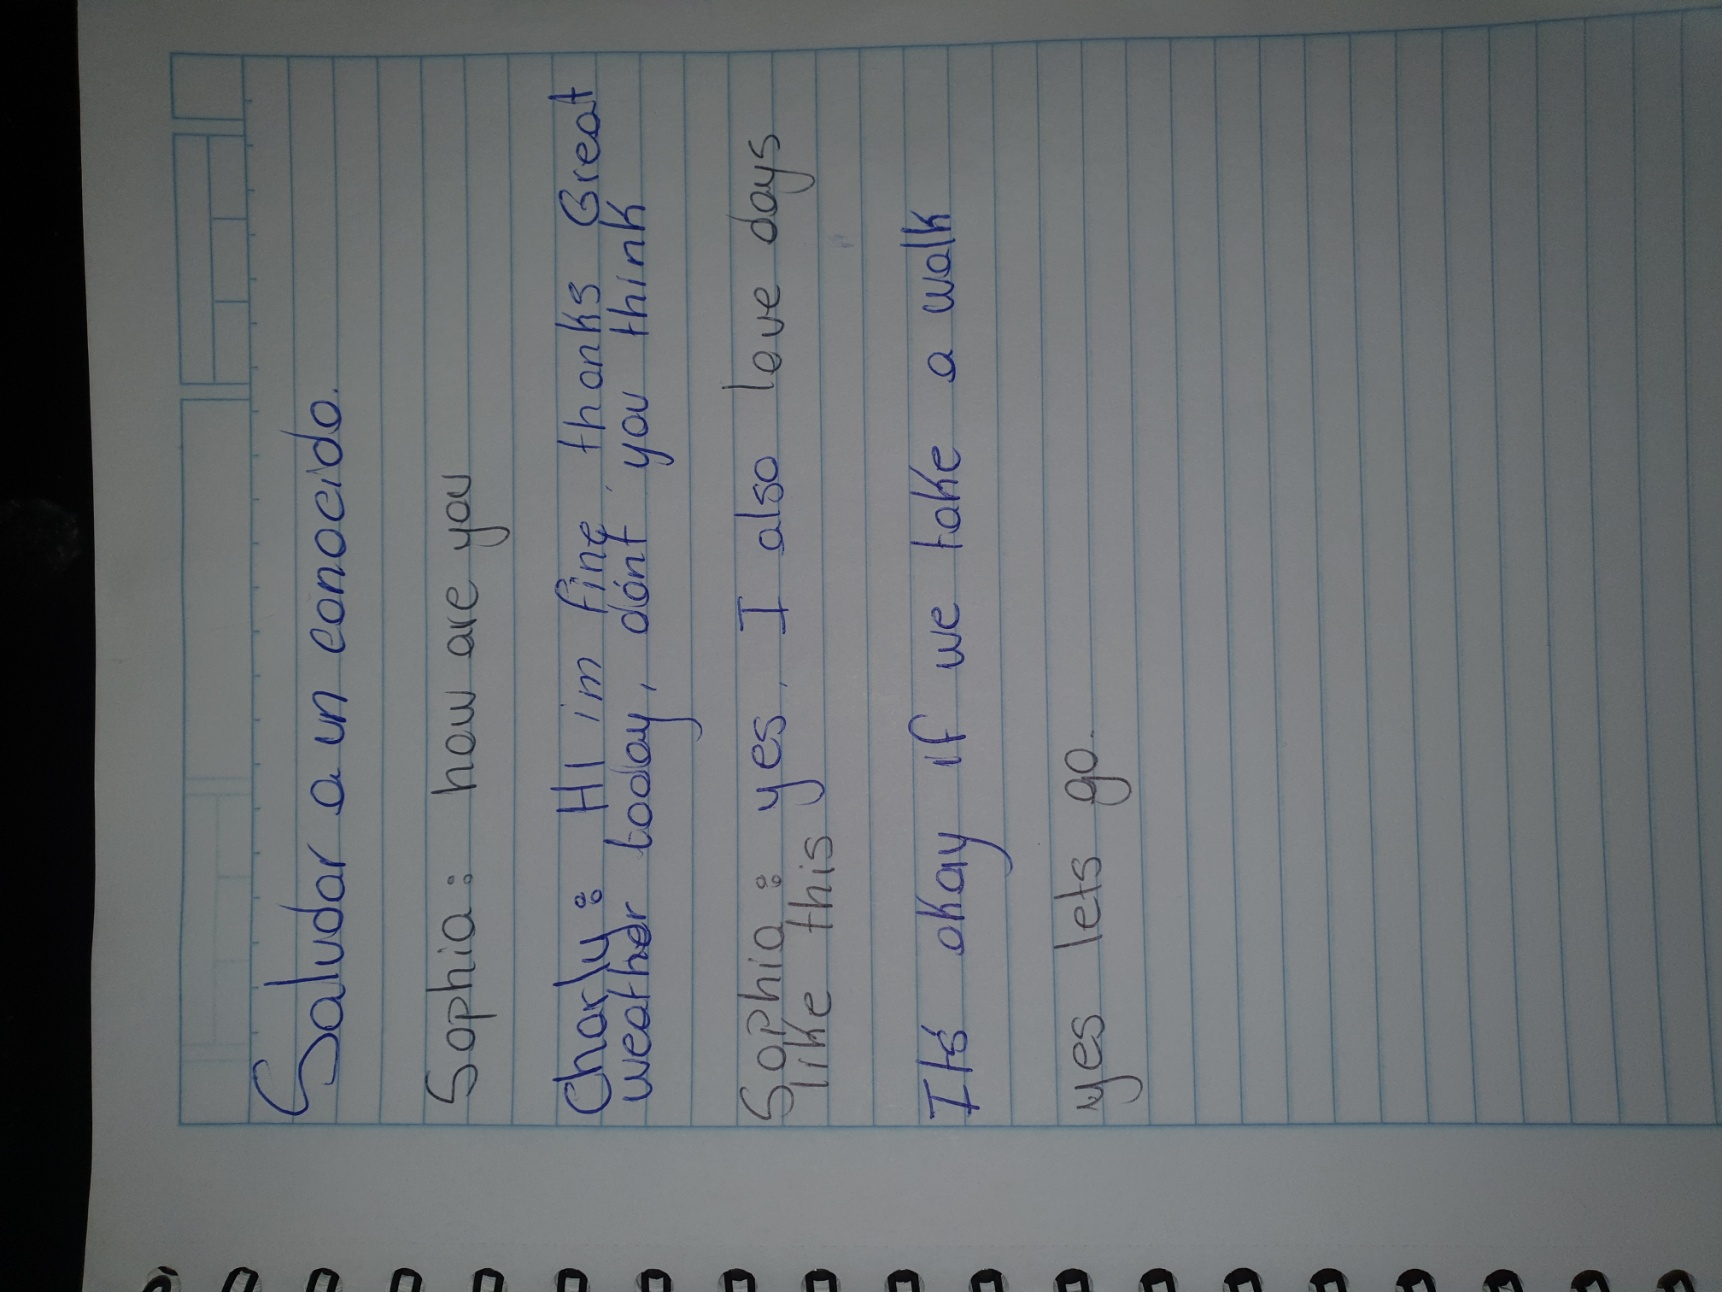 Saludar a un conocido.
Sophia: how are you
Charly: HI im fine, thanks Great
weather today, dónt you think
Sophia: yes, I also love days
like this
It's okay if we take a walk
yes lets go.